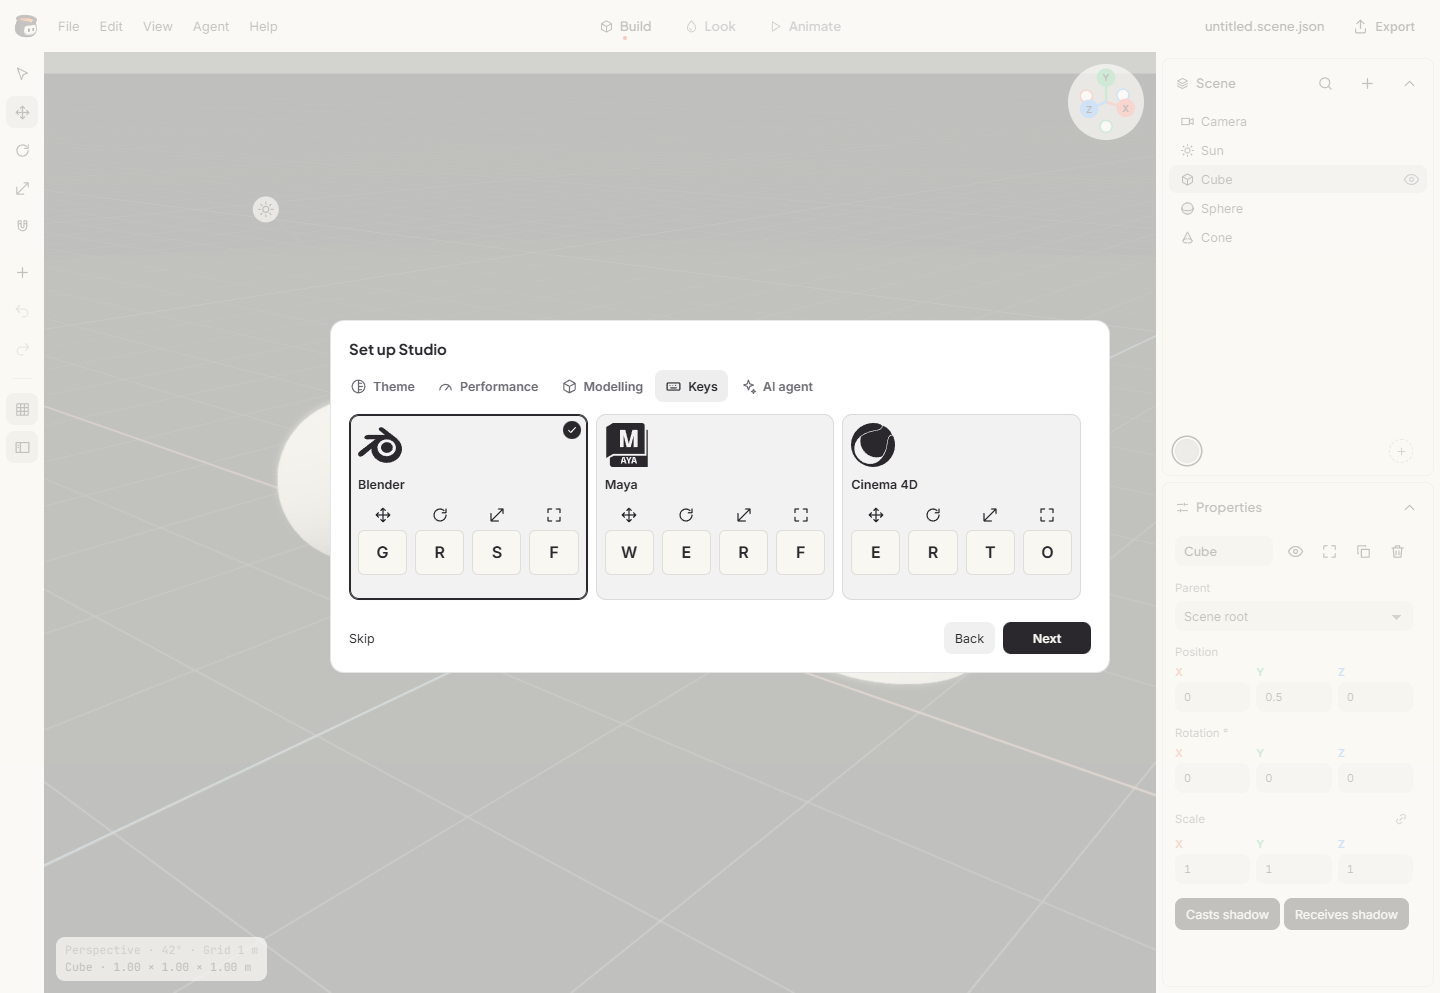 File Edit View Agent Help
Build Look Animate
untitled.scene.json Export
Y
Z X
Scene
Camera
Sun
Cube
Sphere
Cone
Set up Studio
Theme Performance Modelling Keys AI agent
M
AYA
Blender Maya Cinema 4D
G R S F W E R F E R T O
Skip Back Next
Properties
Cube
Parent
Scene root
Position
X Y Z
0 0.5 0
Rotation °
X Y Z
0 0 0
Scale
X Y Z
1 1 1
Casts shadow Receives shadow
Perspective · 42° · Grid 1 m
Cube · 1.00 × 1.00 × 1.00 m